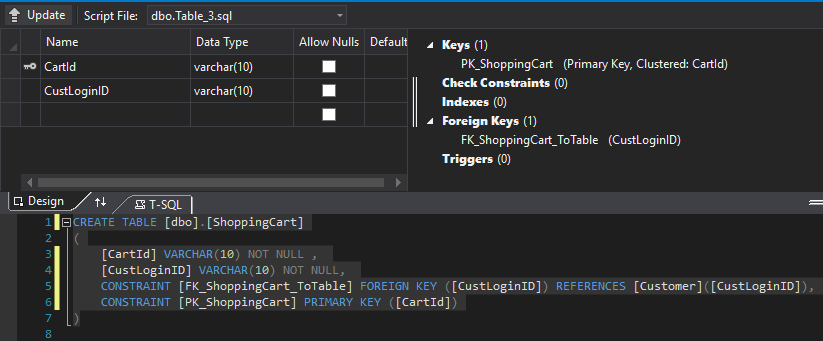 Update Script File: dbo.Table_3.sql
Name Data Type Allow Nulls Default
CartId varchar(10)
CustLoginID varchar(10)
Keys (1)
PK_ShoppingCart (Primary Key, Clustered: CartId)
Check Constraints (0)
Indexes (0)
Foreign Keys (1)
FK_ShoppingCart_ToTable (CustLoginID)
Triggers (0)
Design T-SQL
1 CREATE TABLE [dbo].[ShoppingCart]
2 (
3 [CartId] VARCHAR(10) NOT NULL ,
4 [CustLoginID] VARCHAR(10) NOT NULL,
5 CONSTRAINT [FK_ShoppingCart_ToTable] FOREIGN KEY ([CustLoginID]) REFERENCES [Customer]([CustLoginID]),
6 CONSTRAINT [PK_ShoppingCart] PRIMARY KEY ([CartId])
7 )
8